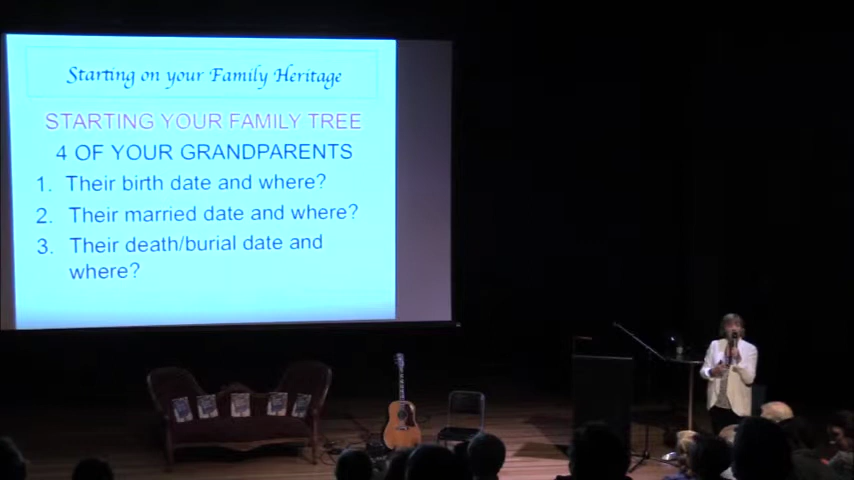 Starting on your Family Heritage
STARTING YOUR FAMILY TREE
4 OF YOUR GRANDPARENTS
1. Their birth date and where?
2. Their married date and where?
3. Their death/burial date and
where?